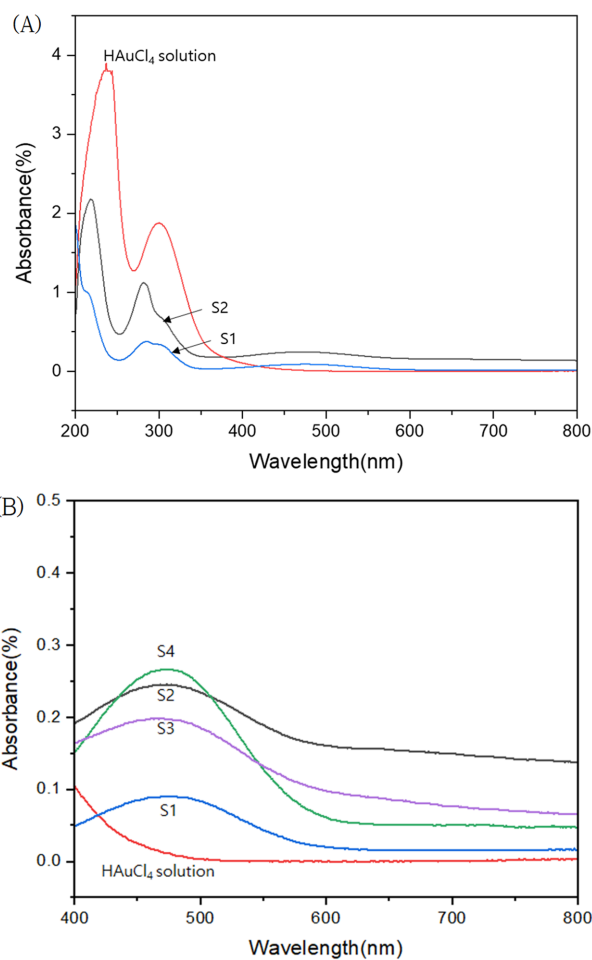 (A)
HAuCl₄ solution
4
3
2
1
0
S2
S1
Absorbance(%)
200 300 400 500 600 700 800
Wavelength(nm)
(B)
0.5
0.4
0.3
0.2
0.1
0.0
S4
S2
S3
S1
HAuCl₄ solution
Absorbance(%)
400 500 600 700 800
Wavelength(nm)